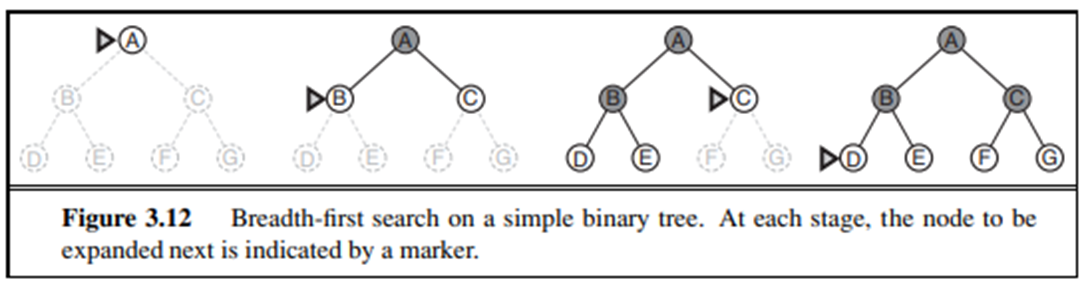 A A A A
B C B C B C B C
D E F G D E F G D E F G D E F G
Figure 3.12 Breadth-first search on a simple binary tree. At each stage, the node to be
expanded next is indicated by a marker.